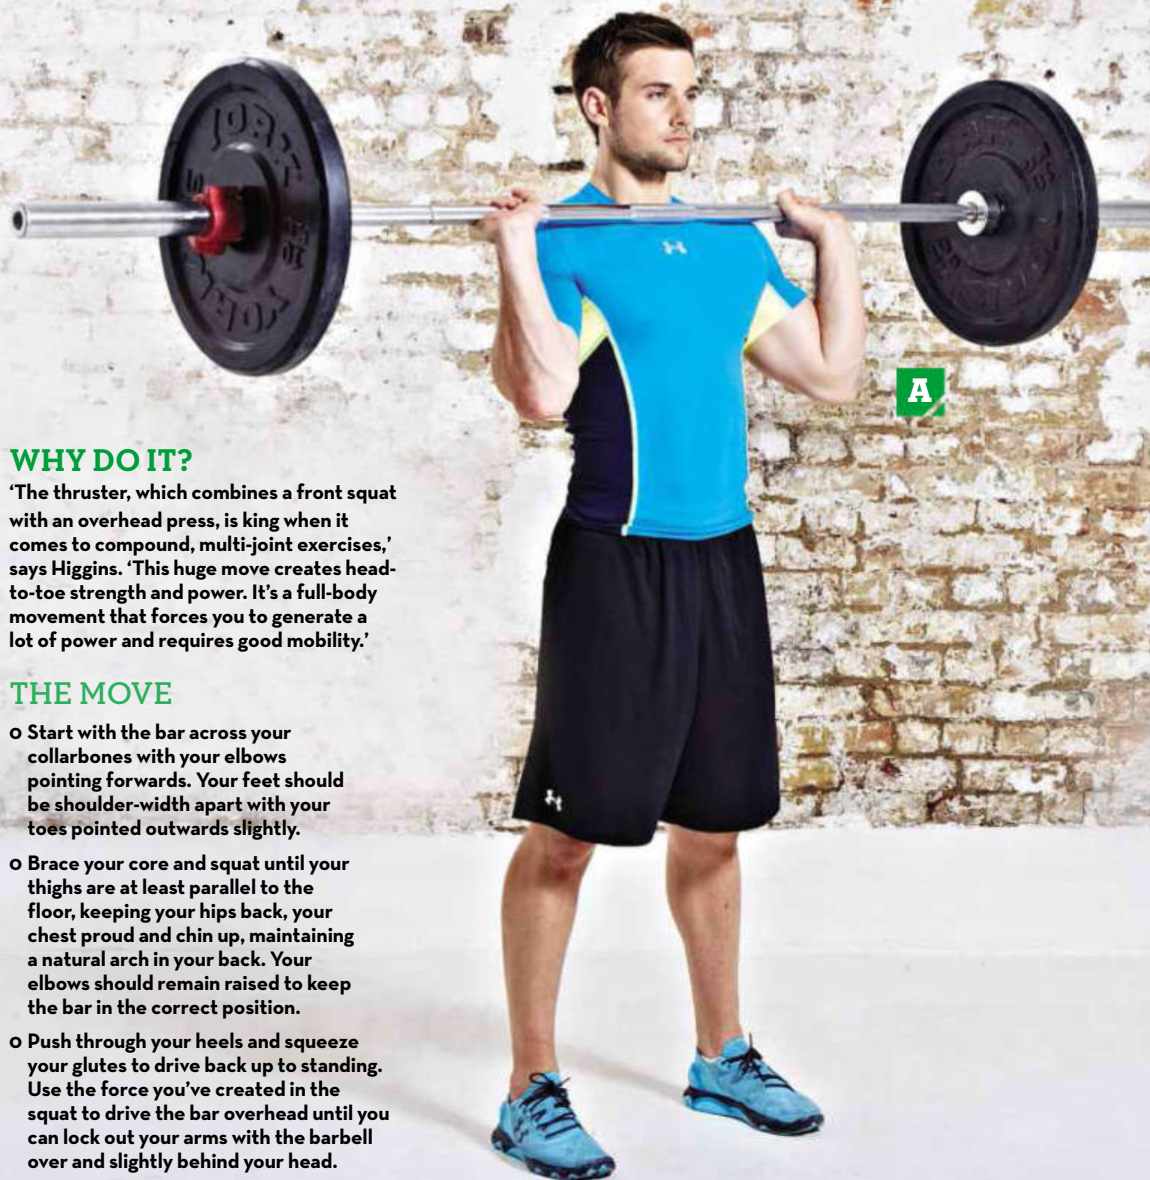 YORK
YORK
A
WHY DO IT?
‘The thruster, which combines a front squat
with an overhead press, is king when it
comes to compound, multi-joint exercises,’
says Higgins. ‘This huge move creates head-
to-toe strength and power. It’s a full-body
movement that forces you to generate a
lot of power and requires good mobility.’
THE MOVE
o Start with the bar across your
collarbones with your elbows
pointing forwards. Your feet should
be shoulder-width apart with your
toes pointed outwards slightly.
o Brace your core and squat until your
thighs are at least parallel to the
floor, keeping your hips back, your
chest proud and chin up, maintaining
a natural arch in your back. Your
elbows should remain raised to keep
the bar in the correct position.
o Push through your heels and squeeze
your glutes to drive back up to standing.
Use the force you’ve created in the
squat to drive the bar overhead until you
can lock out your arms with the barbell
over and slightly behind your head.